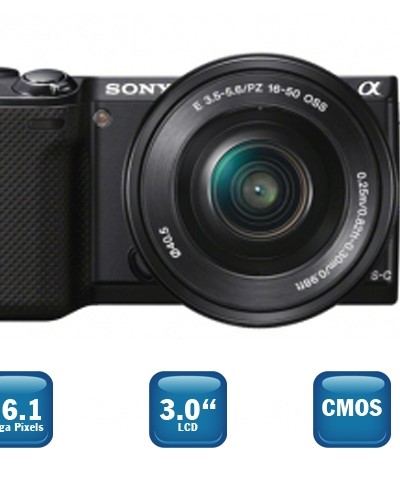 SONY
α
E 3.5-5.6/PZ 16-50 OSS
0.25m/0.82ft-0.30m/0.98ft
Ø40.5
S-C
6.1
ga Pixels
3.0“
LCD
CMOS